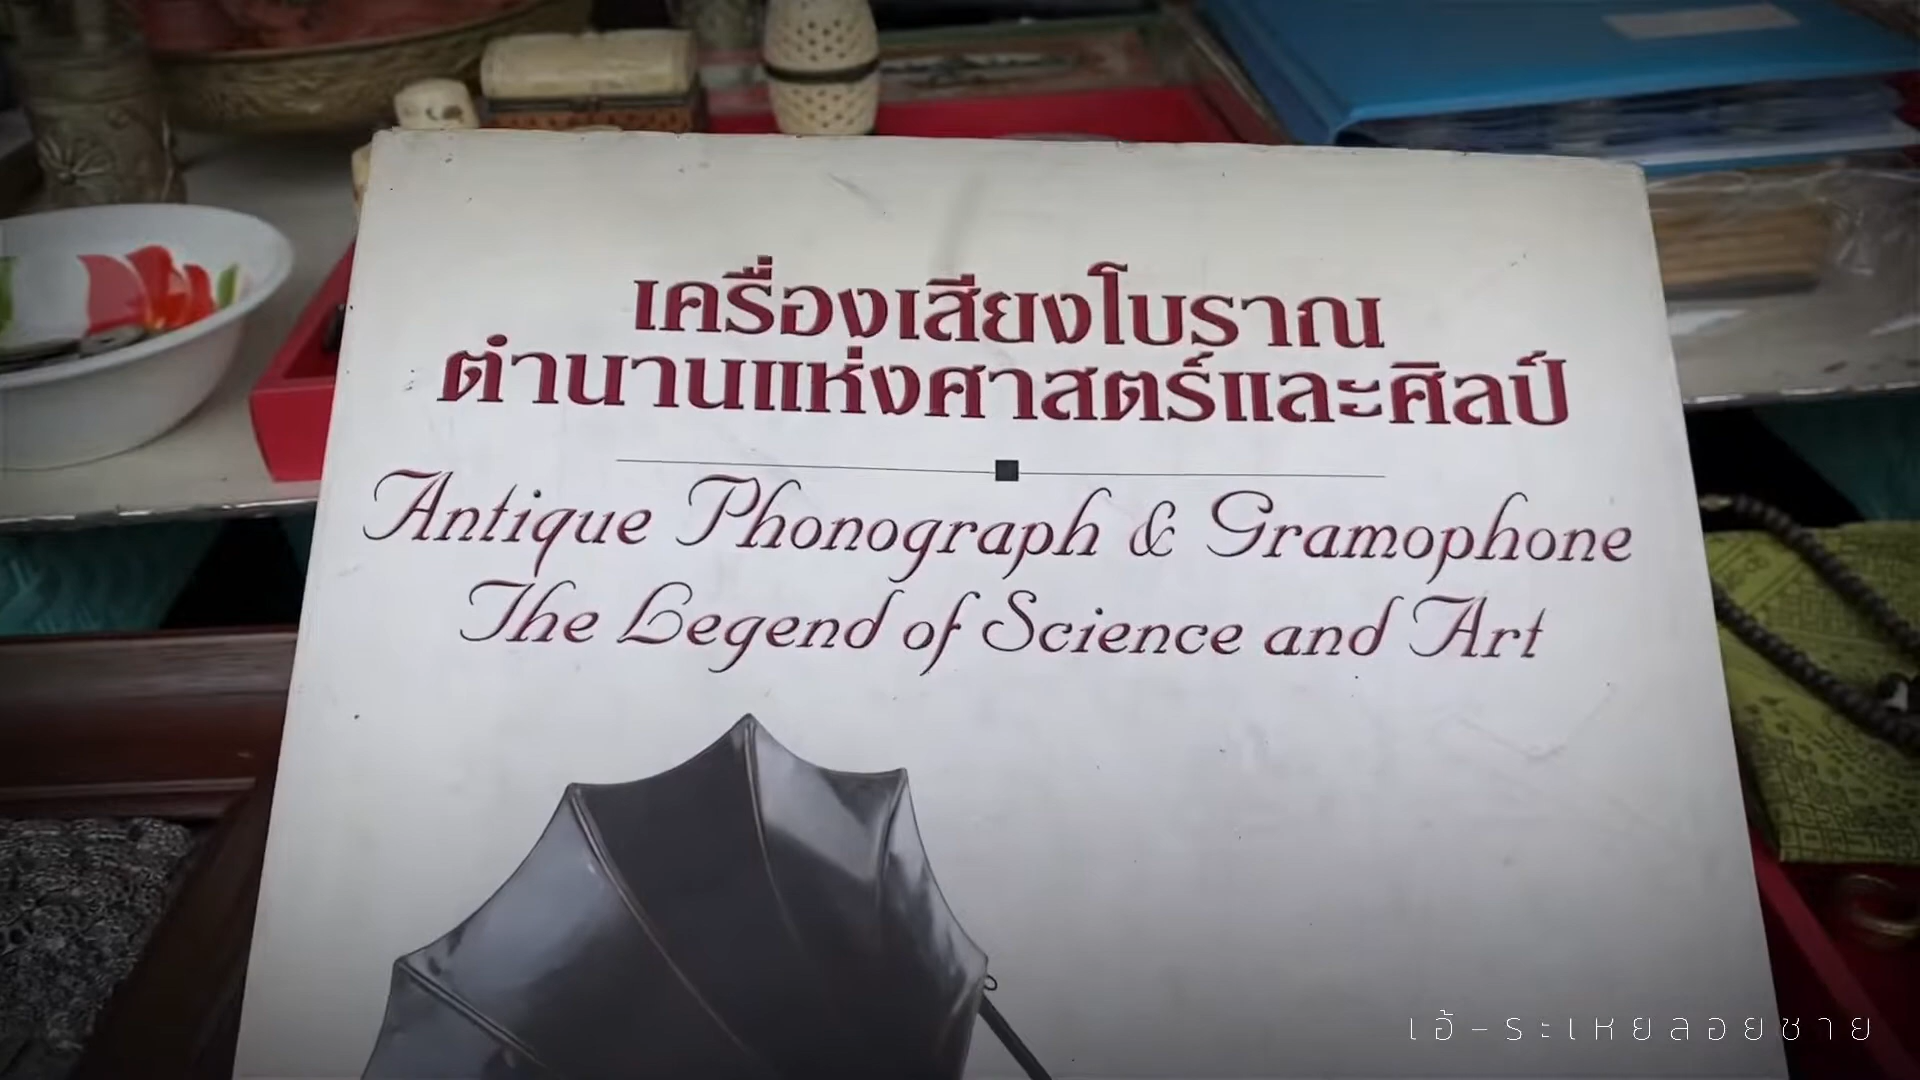 เครื่องเสียงโบราณ
ตำนานแห่งศาสตร์และศิลป์
Antique Phonograph & Gramophone
The Legend of Science and Art
เอ้-ระเหยลอยชาย